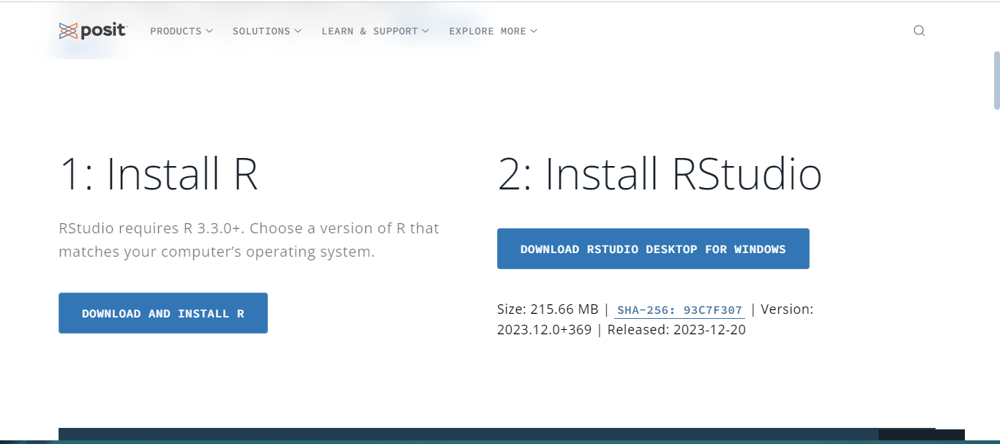 posit PRODUCTS SOLUTIONS LEARN & SUPPORT EXPLORE MORE
1: Install R
RStudio requires R 3.3.0+. Choose a version of R that
matches your computer’s operating system.
DOWNLOAD AND INSTALL R
2: Install RStudio
DOWNLOAD RSTUDIO DESKTOP FOR WINDOWS
Size: 215.66 MB | SHA-256: 93C7F307 | Version:
2023.12.0+369 | Released: 2023-12-20